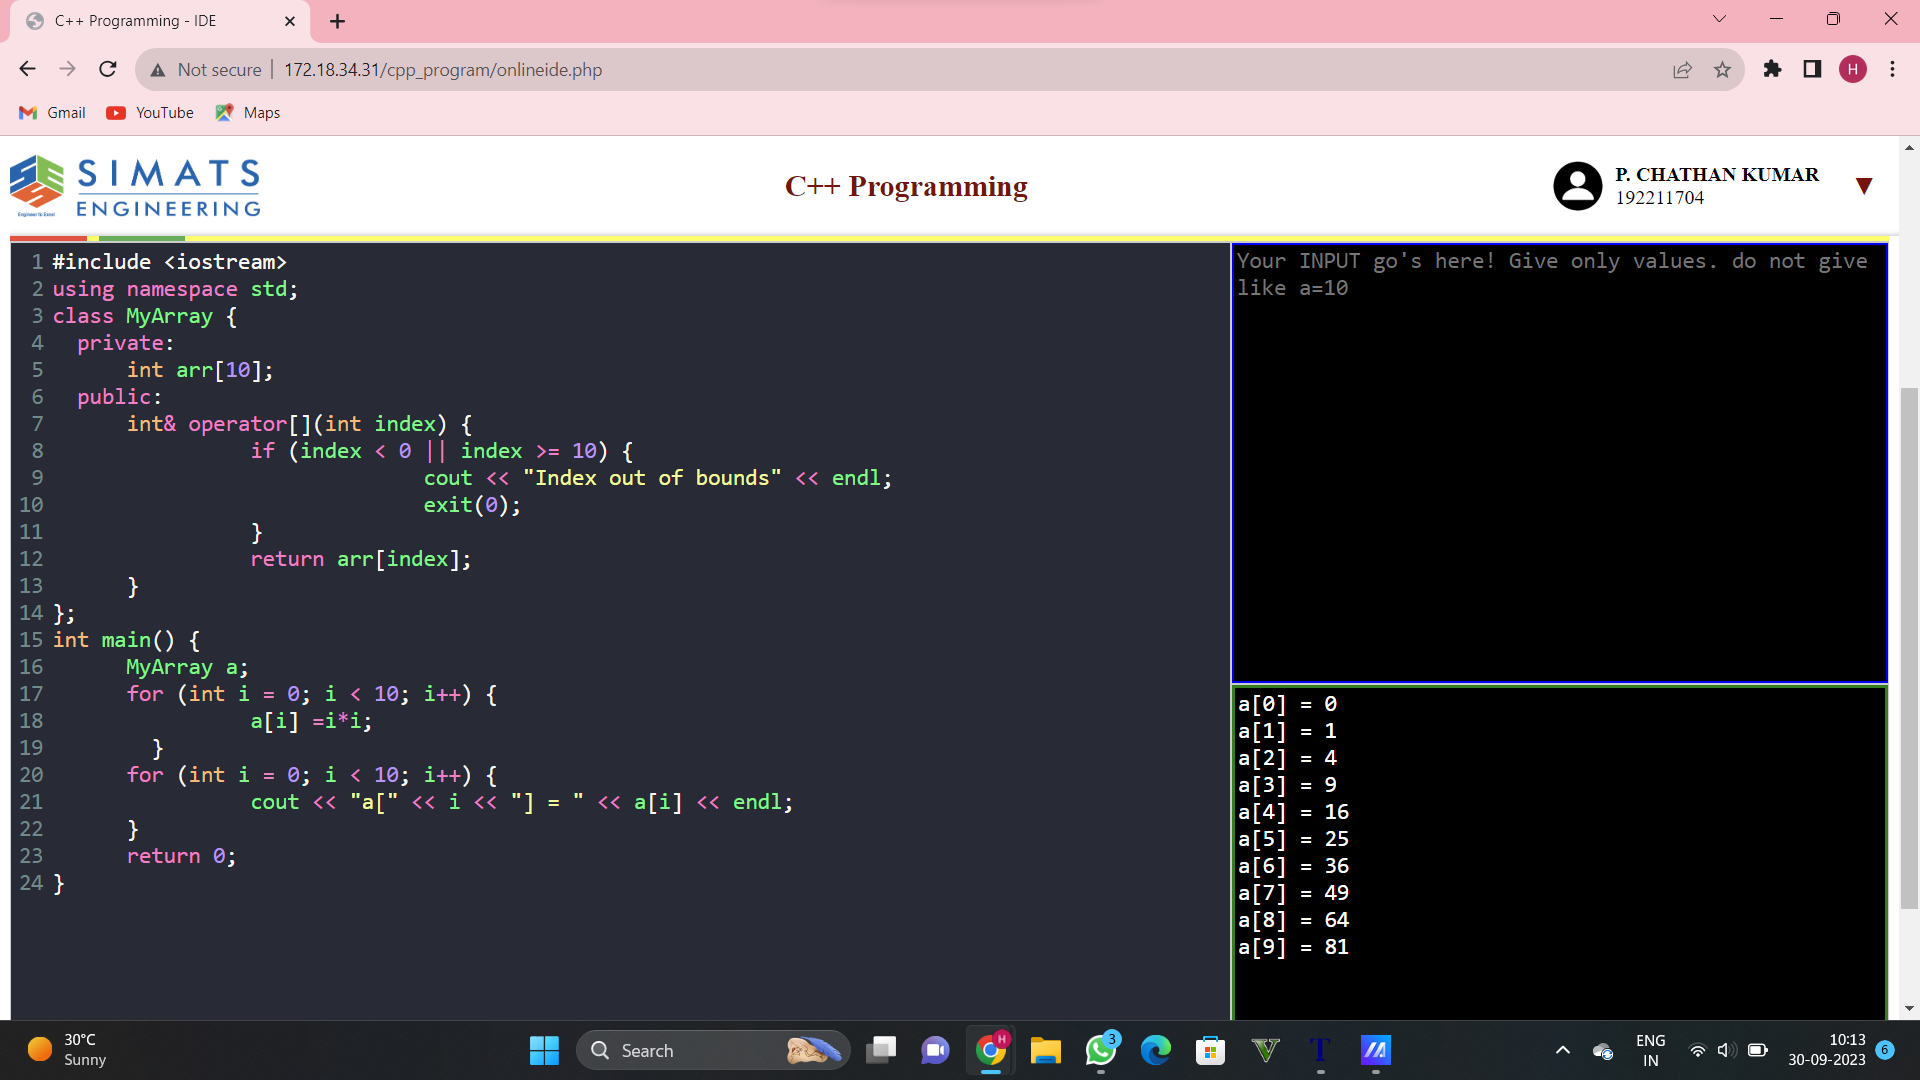 C++ Programming - IDE
Not secure
172.18.34.31/cpp_program/onlineide.php
H
Gmail
YouTube
Maps
SIMATS
ENGINEERING
Engineer to Excel
C++ Programming
P. CHATHAN KUMAR
192211704
1 #include <iostream>
2 using namespace std;
3 class MyArray {
4 private:
5 int arr[10];
6 public:
7 int& operator[](int index) {
8 if (index < 0 || index >= 10) {
9 cout << "Index out of bounds" << endl;
10 exit(0);
11 }
12 return arr[index];
13 }
14 };
15 int main() {
16 MyArray a;
17 for (int i = 0; i < 10; i++) {
18 a[i] =i*i;
19 }
20 for (int i = 0; i < 10; i++) {
21 cout << "a[" << i << "] = " << a[i] << endl;
22 }
23 return 0;
24 }
Your INPUT go's here! Give only values. do not give
like a=10
a[0] = 0
a[1] = 1
a[2] = 4
a[3] = 9
a[4] = 16
a[5] = 25
a[6] = 36
a[7] = 49
a[8] = 64
a[9] = 81
30°C
Sunny
Search
H
3
V
T
ENG
IN
10:13
30-09-2023
6